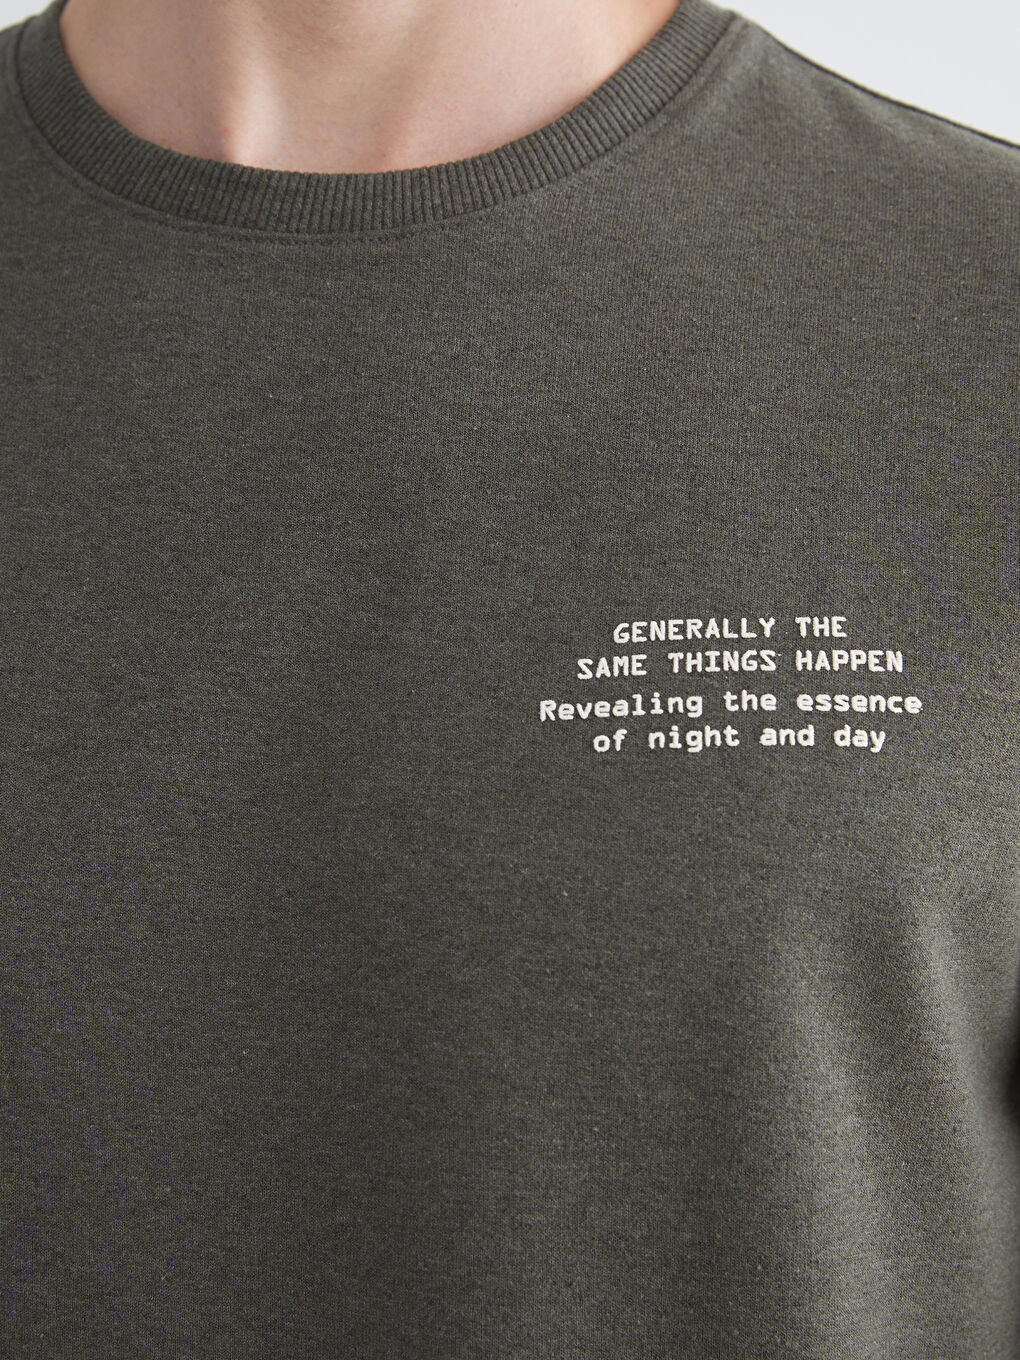 GENERALLY THE
SAME THINGS HAPPEN
Revealing the essence
of night and day